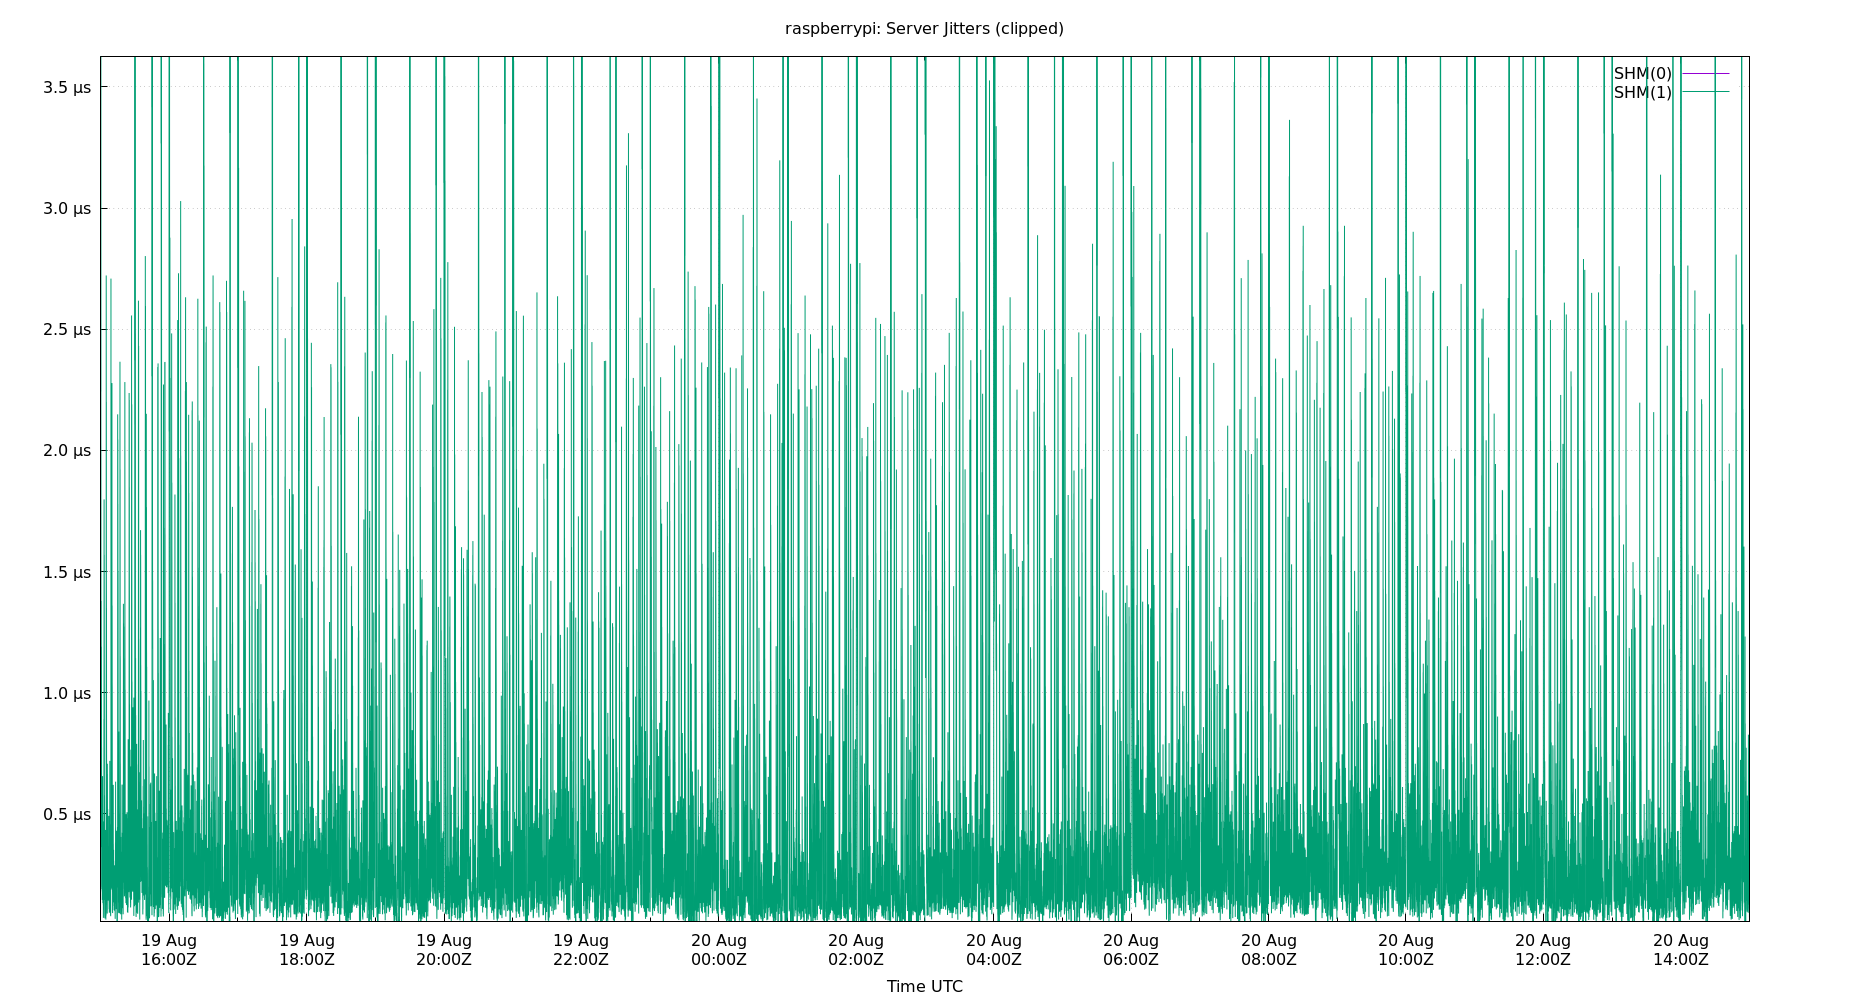 raspberrypi: Server Jitters (clipped)
SHM(0)
SHM(1)
3.5 µs
3.0 µs
2.5 µs
2.0 µs
1.5 µs
1.0 µs
0.5 µs
19 Aug 19 Aug 19 Aug 19 Aug 20 Aug 20 Aug 20 Aug 20 Aug 20 Aug 20 Aug 20 Aug 20 Aug
16:00Z 18:00Z 20:00Z 22:00Z 00:00Z 02:00Z 04:00Z 06:00Z 08:00Z 10:00Z 12:00Z 14:00Z
Time UTC